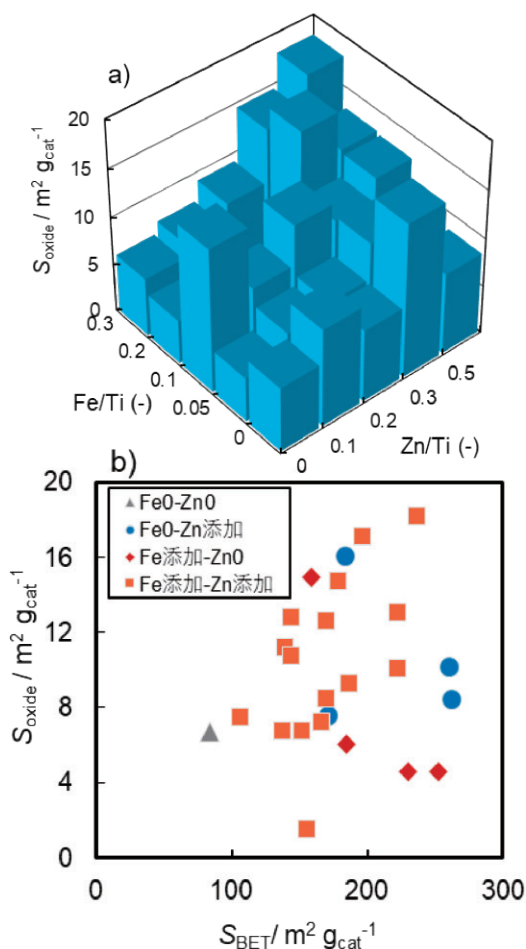 a)
20
15
10
5
0
S_oxide / m² g_cat⁻¹
0.3
0.2
0.1
0.05
0
Fe/Ti (-)
0
0.1
0.2
0.3
0.5
Zn/Ti (-)
b)
20
16
12
8
4
0
S_oxide / m² g_cat⁻¹
Fe0-Zn0
Fe0-Zn添加
Fe添加-Zn0
Fe添加-Zn添加
0 100 200 300
S_BET/ m² g_cat⁻¹